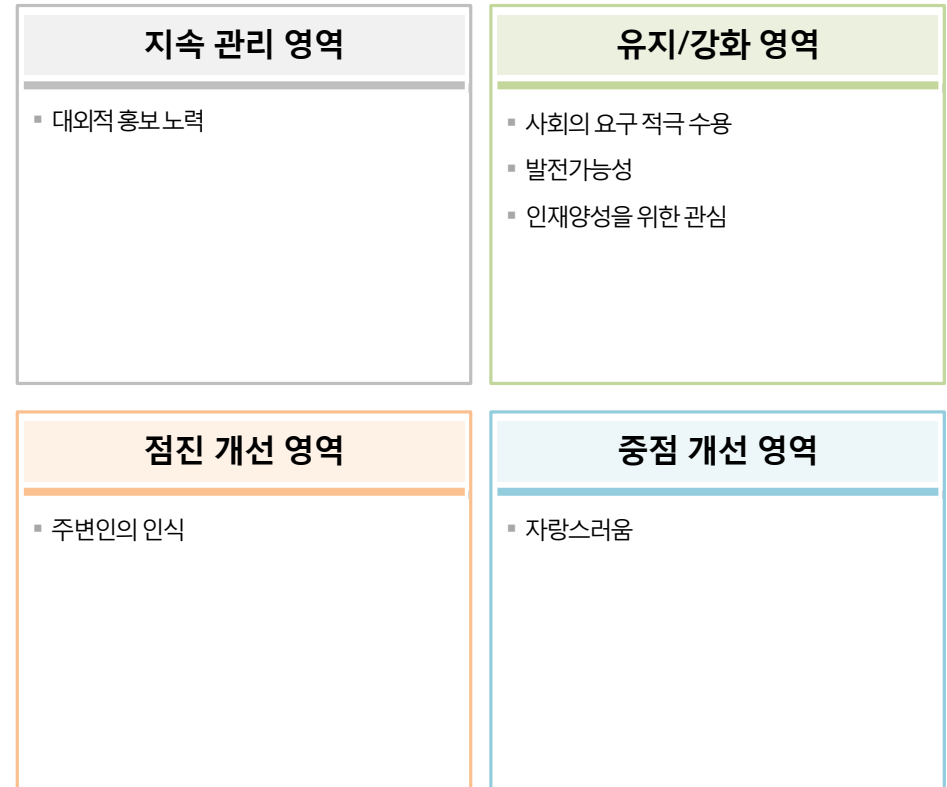 지속 관리 영역
대외적 홍보 노력
유지/강화 영역
사회의 요구 적극 수용
발전가능성
인재양성을 위한 관심
점진 개선 영역
주변인의 인식
중점 개선 영역
자랑스러움